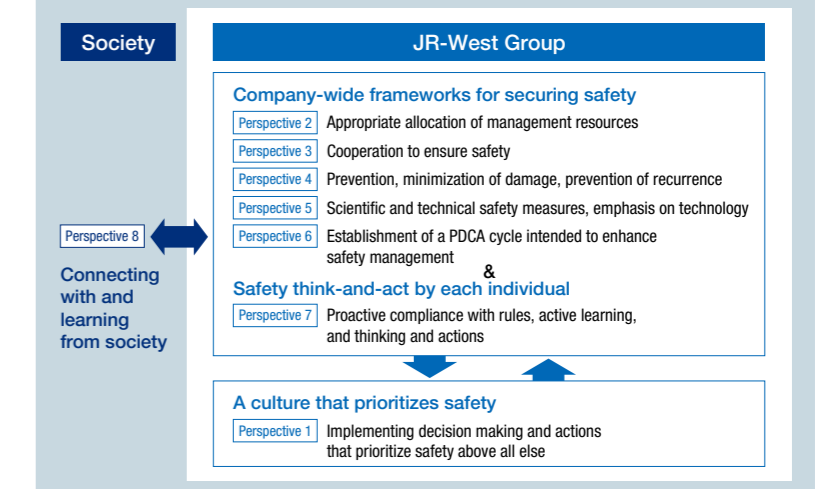 Society
JR-West Group
Company-wide frameworks for securing safety
Perspective 2 Appropriate allocation of management resources
Perspective 3 Cooperation to ensure safety
Perspective 4 Prevention, minimization of damage, prevention of recurrence
Perspective 5 Scientific and technical safety measures, emphasis on technology
Perspective 6 Establishment of a PDCA cycle intended to enhance
safety management
&
Safety think-and-act by each individual
Perspective 7 Proactive compliance with rules, active learning,
and thinking and actions
Perspective 8
Connecting
with and
learning
from society
A culture that prioritizes safety
Perspective 1 Implementing decision making and actions
that prioritize safety above all else